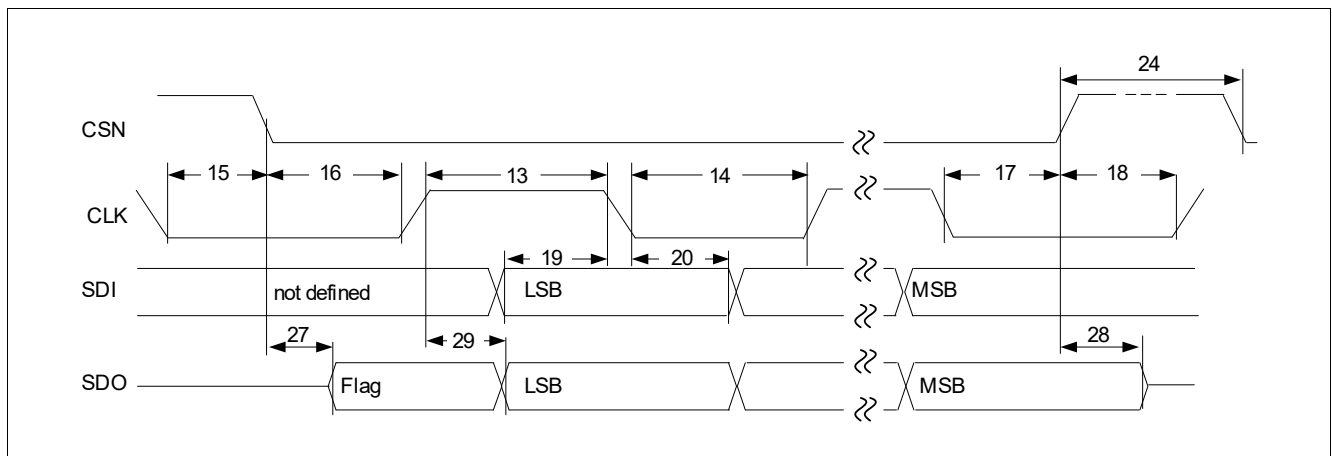 24
CSN
15 16 13 14 17 18
CLK
19 20
SDI not defined LSB MSB
27 29 28
SDO Flag LSB MSB